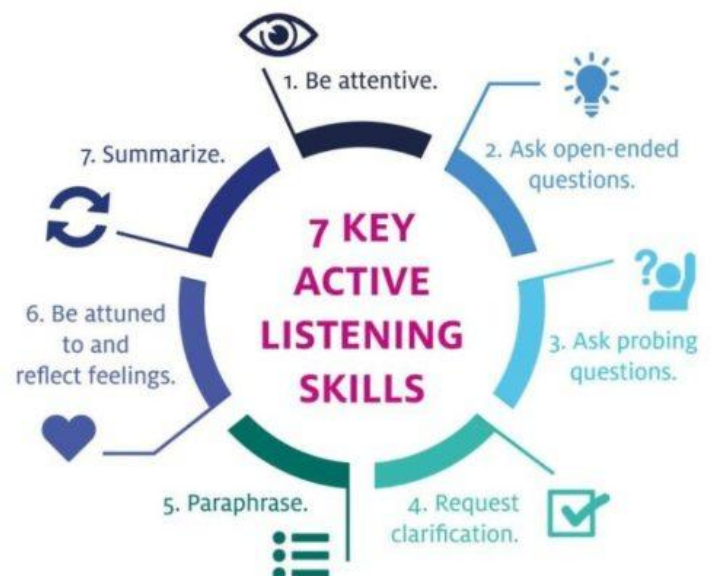 1. Be attentive.
2. Ask open-ended
questions.
3. Ask probing
questions.
4. Request
clarification.
5. Paraphrase.
6. Be attuned
to and
reflect feelings.
7. Summarize.
7 KEY
ACTIVE
LISTENING
SKILLS
?